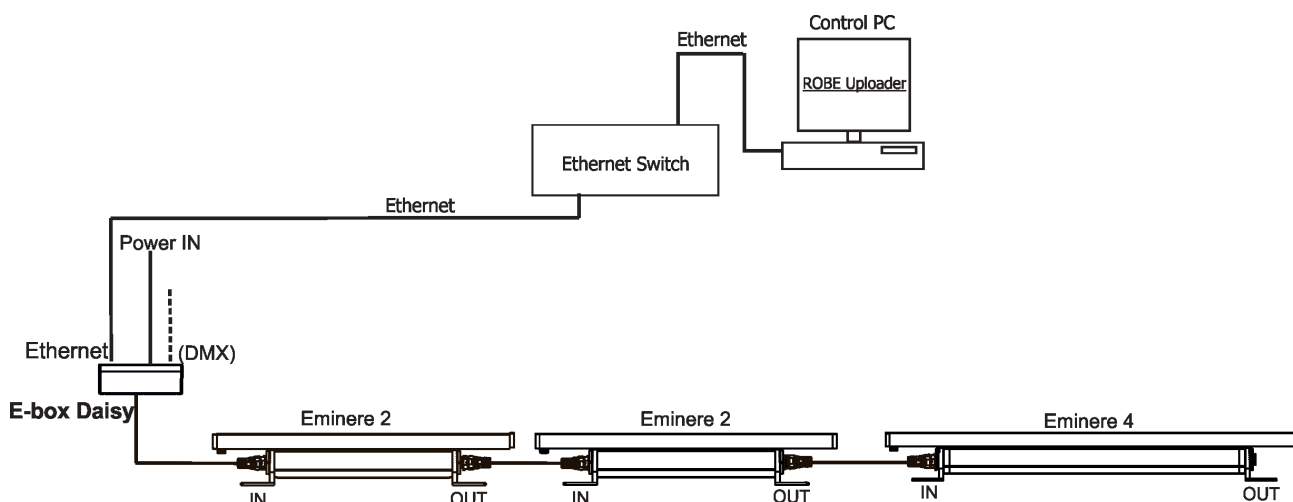 Control PC
Ethernet
ROBE Uploader
Ethernet Switch
Ethernet
Power IN
Ethernet
(DMX)
E-box Daisy
Eminere 2
Eminere 2
Eminere 4
IN
OUT
IN
OUT
IN
OUT